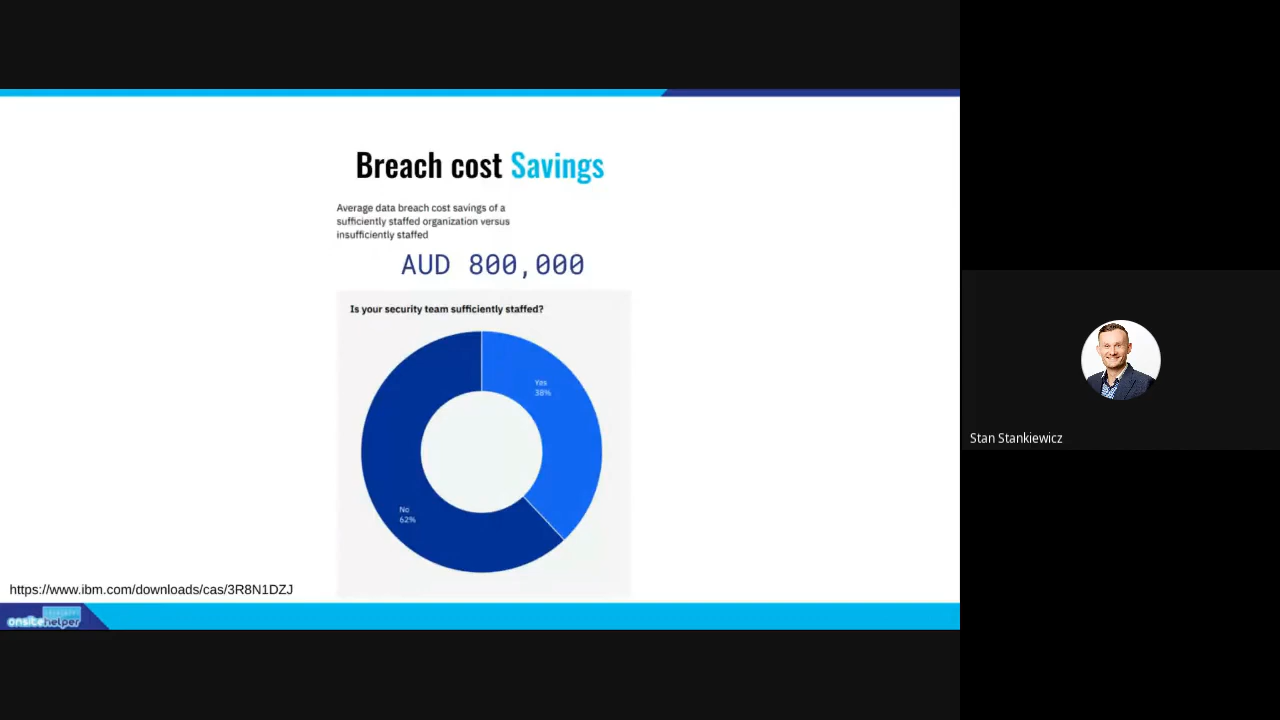 Breach cost Savings
Average data breach cost savings of a
sufficiently staffed organization versus
insufficiently staffed
AUD 800,000
Is your security team sufficiently staffed?
Yes
38%
No
62%
https://www.ibm.com/downloads/cas/3R8N1DZJ
onsitehelper
Stan Stankiewicz